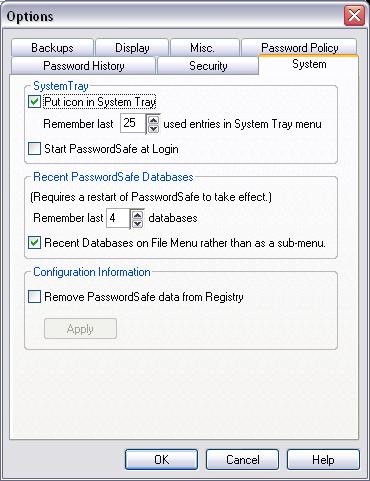 Options
Backups Display Misc. Password Policy
Password History Security System
SystemTray
Put icon in System Tray
Remember last 25 used entries in System Tray menu
Start PasswordSafe at Login
Recent PasswordSafe Databases
(Requires a restart of PasswordSafe to take effect.)
Remember last 4 databases
Recent Databases on File Menu rather than as a sub-menu.
Configuration Information
Remove PasswordSafe data from Registry
Apply
OK Cancel Help